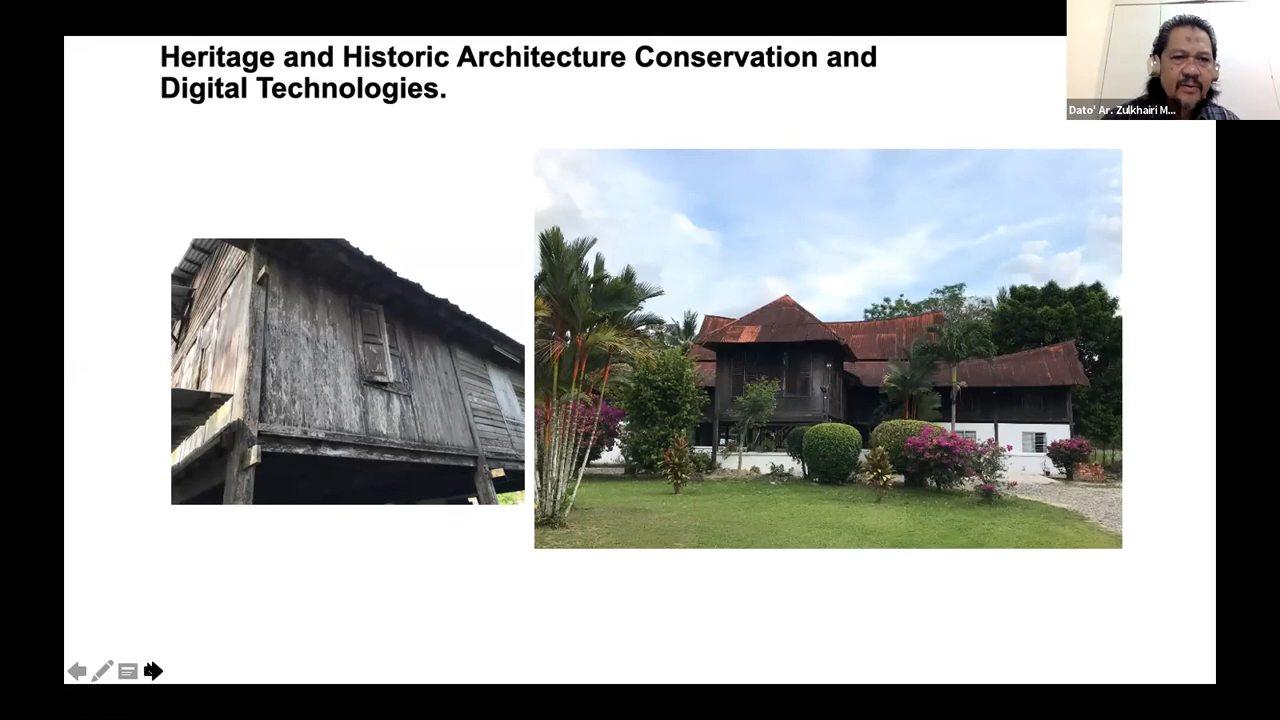 Heritage and Historic Architecture Conservation and
Digital Technologies.
Dato' Ar. Zulkhairi M...